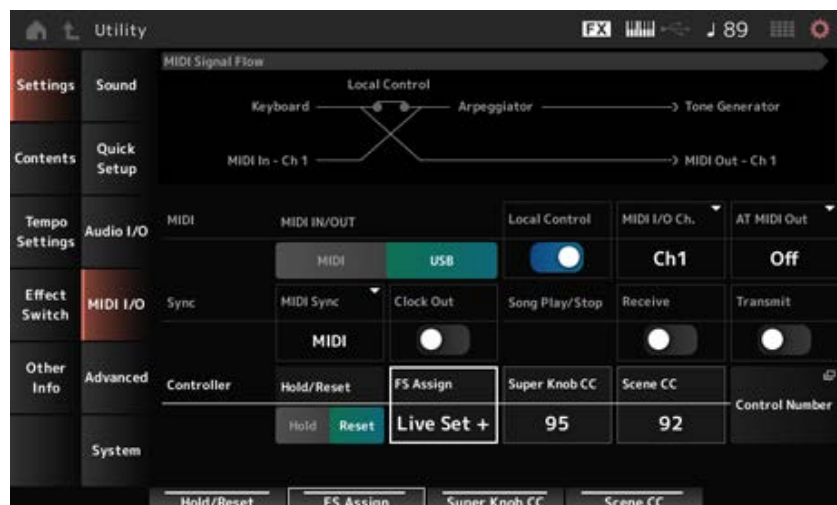 Utility
FX
89
Settings
Sound
MIDI Signal Flow
Local Control
Keyboard
Arpeggiator
Tone Generator
Contents
Quick
Setup
MIDI In - Ch 1
MIDI Out - Ch 1
Tempo
Settings
Audio I/O
MIDI
MIDI IN/OUT
Local Control
MIDI I/O Ch.
AT MIDI Out
MIDI
USB
Ch1
Off
Effect
Switch
MIDI I/O
Sync
MIDI Sync
Clock Out
Song Play/Stop
Receive
Transmit
MIDI
Other
Info
Advanced
Controller
Hold/Reset
FS Assign
Super Knob CC
Scene CC
Control Number
Hold
Reset
Live Set +
95
92
System
Hold/Reset
FS Assign
Super Knob CC
Scene CC